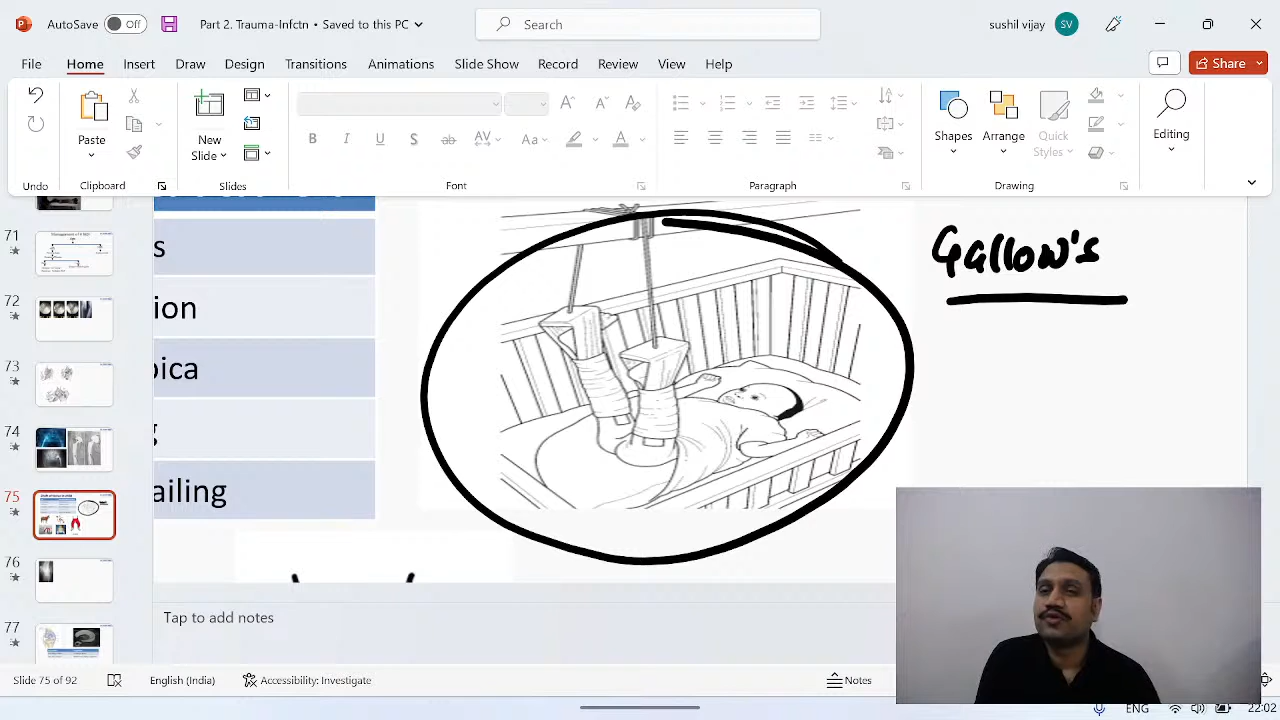 AutoSave Off Part 2. Trauma-Infctn • Saved to this PC Search sushil vijay SV
File Home Insert Draw Design Transitions Animations Slide Show Record Review View Help Share
Paste New Slide Shapes Arrange Quick Styles Editing
Undo Clipboard Slides Font Paragraph Drawing
71
72
73
74
75
76
77
s
ion
pica
g
ailing
Gallow's
Tap to add notes
Slide 75 of 92 English (India) Accessibility: Investigate Notes
ENG 22:02